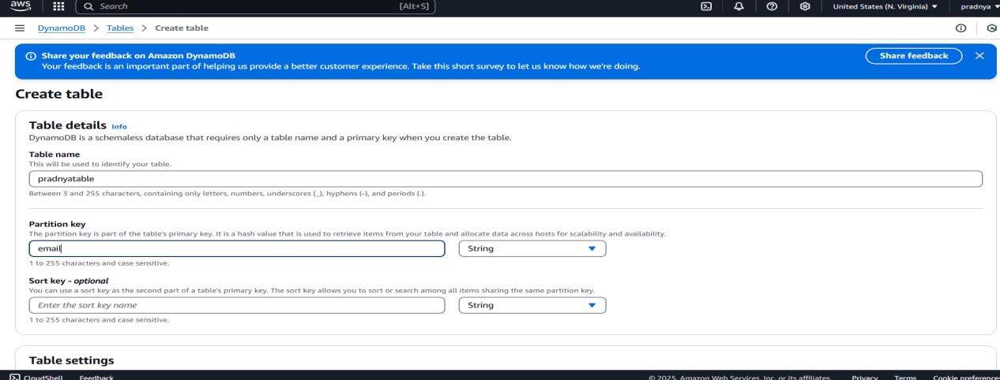 aws Search [Alt+S] United States (N. Virginia) pradnya
DynamoDB > Tables > Create table
Share your feedback on Amazon DynamoDB
Your feedback is an important part of helping us provide a better customer experience. Take this short survey to let us know how we're doing.
Share feedback
Create table
Table details Info
DynamoDB is a schemaless database that requires only a table name and a primary key when you create the table.
Table name
This will be used to identify your table.
pradnyatable
Between 3 and 255 characters, containing only letters, numbers, underscores (_), hyphens (-), and periods (.).
Partition key
The partition key is part of the table's primary key. It is a hash value that is used to retrieve items from your table and allocate data across hosts for scalability and availability.
email String
1 to 255 characters and case sensitive.
Sort key - optional
You can use a sort key as the second part of a table's primary key. The sort key allows you to sort or search among all items sharing the same partition key.
Enter the sort key name String
1 to 255 characters and case sensitive.
Table settings
CloudShell Feedback © 2025, Amazon Web Services, Inc. or its affiliates. Privacy Terms Cookie preferences